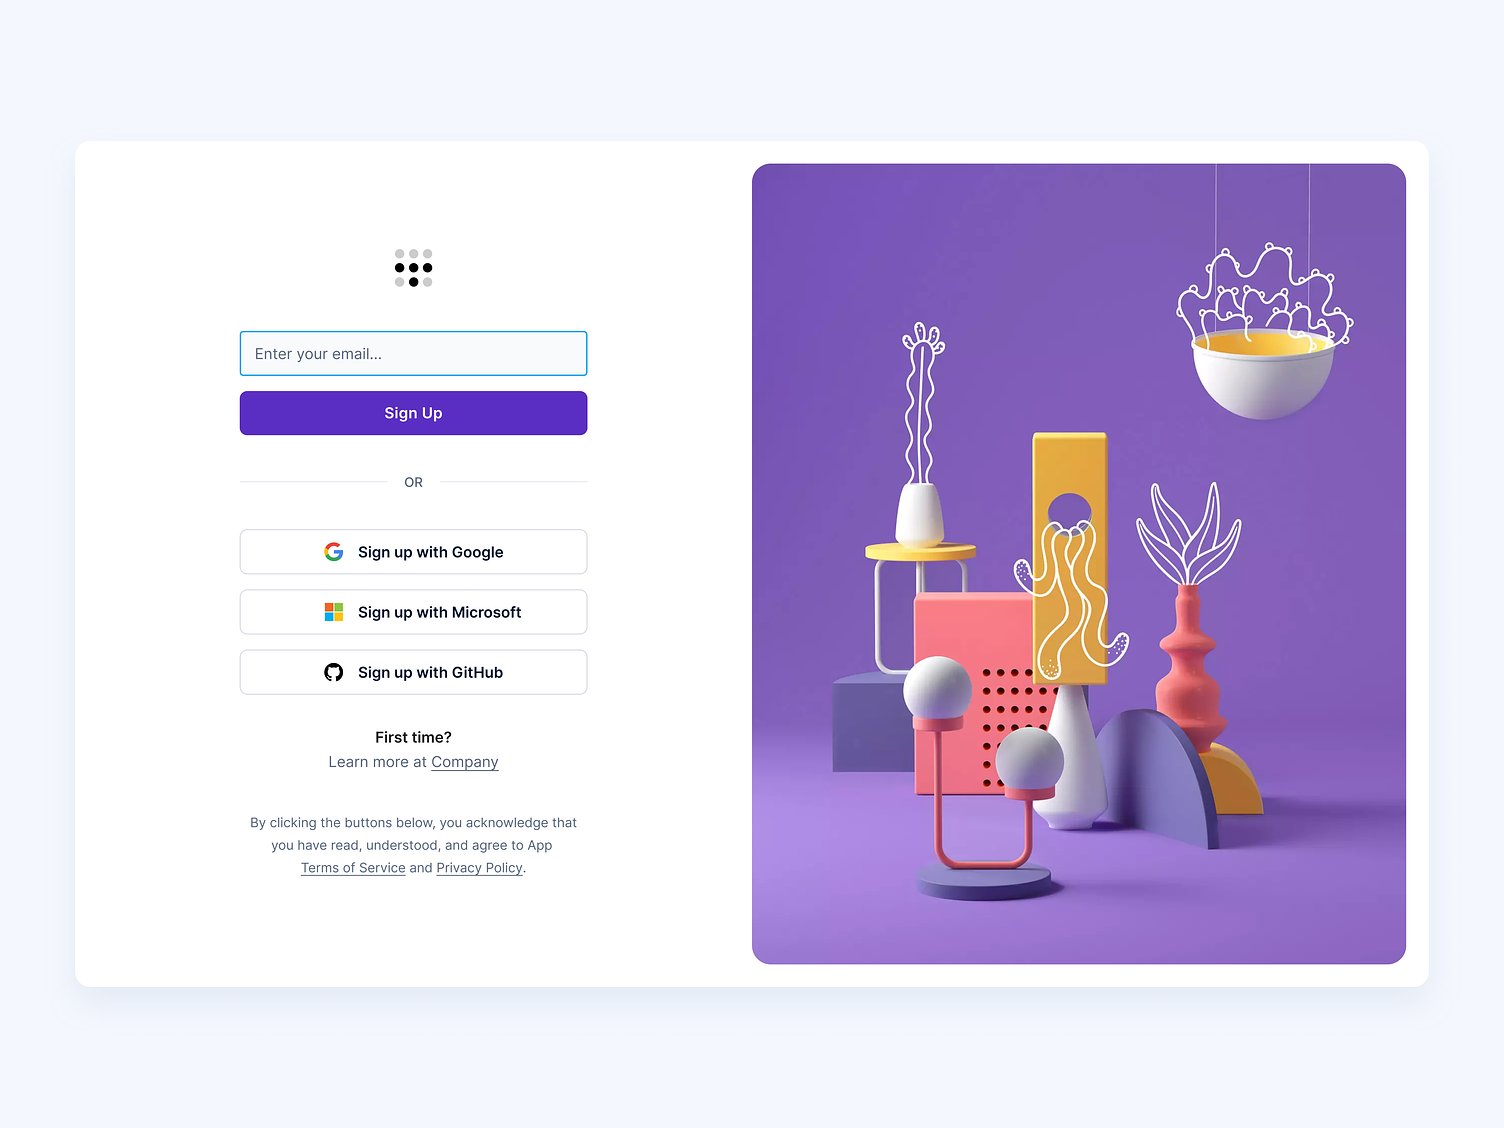 Enter your email...
Sign Up
OR
Sign up with Google
Sign up with Microsoft
Sign up with GitHub
First time?
Learn more at Company
By clicking the buttons below, you acknowledge that
you have read, understood, and agree to App
Terms of Service and Privacy Policy.